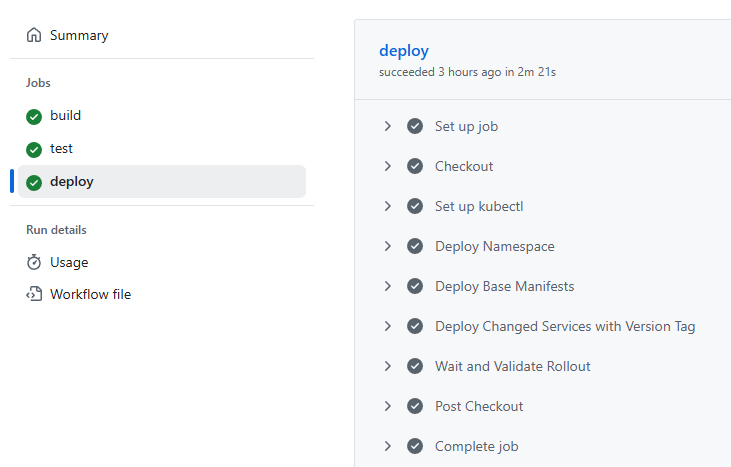 Summary
Jobs
build
test
deploy
Run details
Usage
Workflow file
deploy
succeeded 3 hours ago in 2m 21s
Set up job
Checkout
Set up kubectl
Deploy Namespace
Deploy Base Manifests
Deploy Changed Services with Version Tag
Wait and Validate Rollout
Post Checkout
Complete job